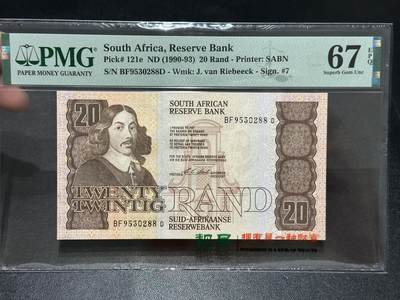 PMG
PAPER MONEY GUARANTY
South Africa, Reserve Bank
Pick# 121e ND (1990-93) 20 Rand - Printer: SABN
S/N BF9530288D - Wmk: J. van Riebeeck - Sign. #7
67 EPQ
Superb Gem Unc
20
SOUTH AFRICAN
RESERVE BANK
BF9530288 D
TWENTY RAND
TWINTIG
BF9530288 D
SUID-AFRIKAANSE
RESERWEBANK
20